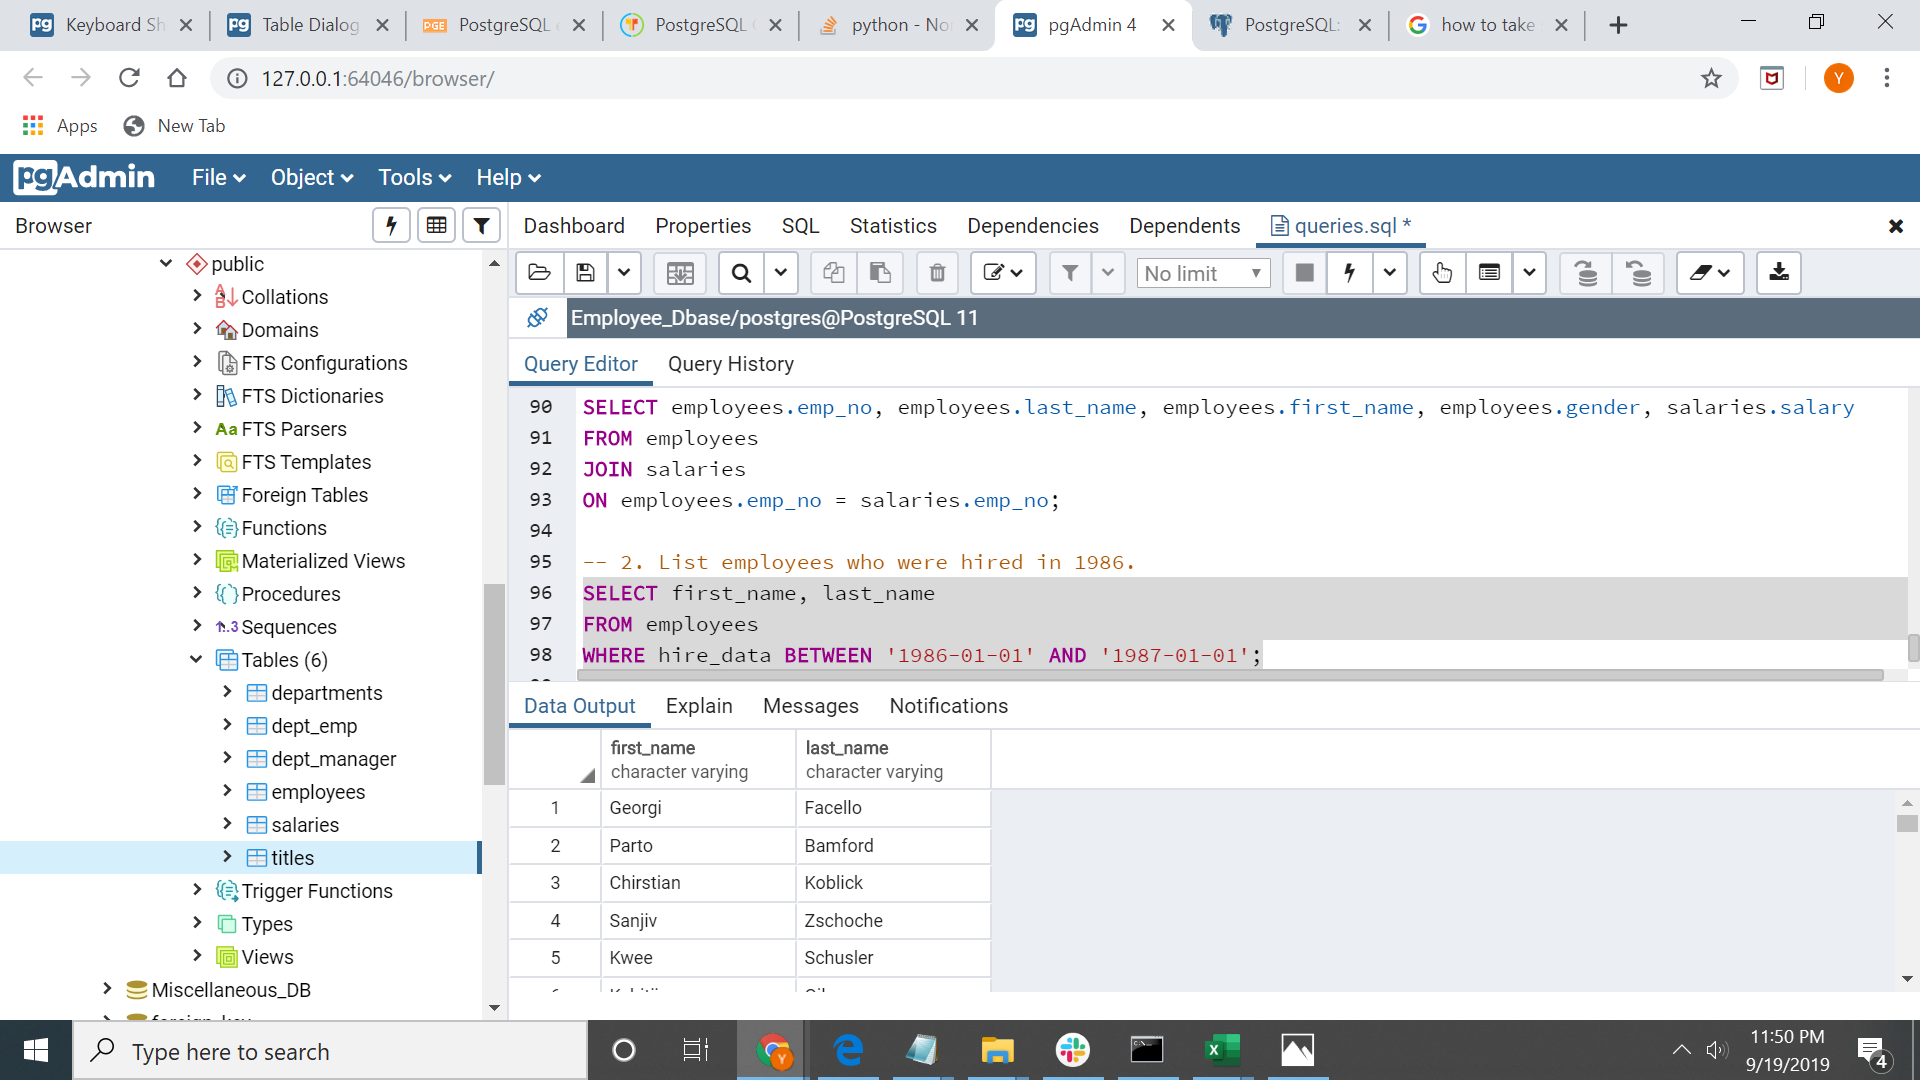 Keyboard Sh
Table Dialog
PostgreSQL e
PostgreSQL
python - No
pgAdmin 4
PostgreSQL:
how to take
127.0.0.1:64046/browser/
Y
Apps
New Tab
pgAdmin
File
Object
Tools
Help
Browser
Dashboard
Properties
SQL
Statistics
Dependencies
Dependents
queries.sql *
No limit
Employee_Dbase/postgres@PostgreSQL 11
Query Editor
Query History
public
Collations
Domains
FTS Configurations
FTS Dictionaries
Aa FTS Parsers
FTS Templates
Foreign Tables
Functions
Materialized Views
Procedures
1..3 Sequences
Tables (6)
departments
dept_emp
dept_manager
employees
salaries
titles
Trigger Functions
Types
Views
Miscellaneous_DB
90 SELECT employees.emp_no, employees.last_name, employees.first_name, employees.gender, salaries.salary
91 FROM employees
92 JOIN salaries
93 ON employees.emp_no = salaries.emp_no;
94
95 -- 2. List employees who were hired in 1986.
96 SELECT first_name, last_name
97 FROM employees
98 WHERE hire_data BETWEEN '1986-01-01' AND '1987-01-01';
Data Output
Explain
Messages
Notifications
first_name
character varying
last_name
character varying
1 Georgi Facello
2 Parto Bamford
3 Chirstian Koblick
4 Sanjiv Zschoche
5 Kwee Schusler
Type here to search
11:50 PM
9/19/2019
4